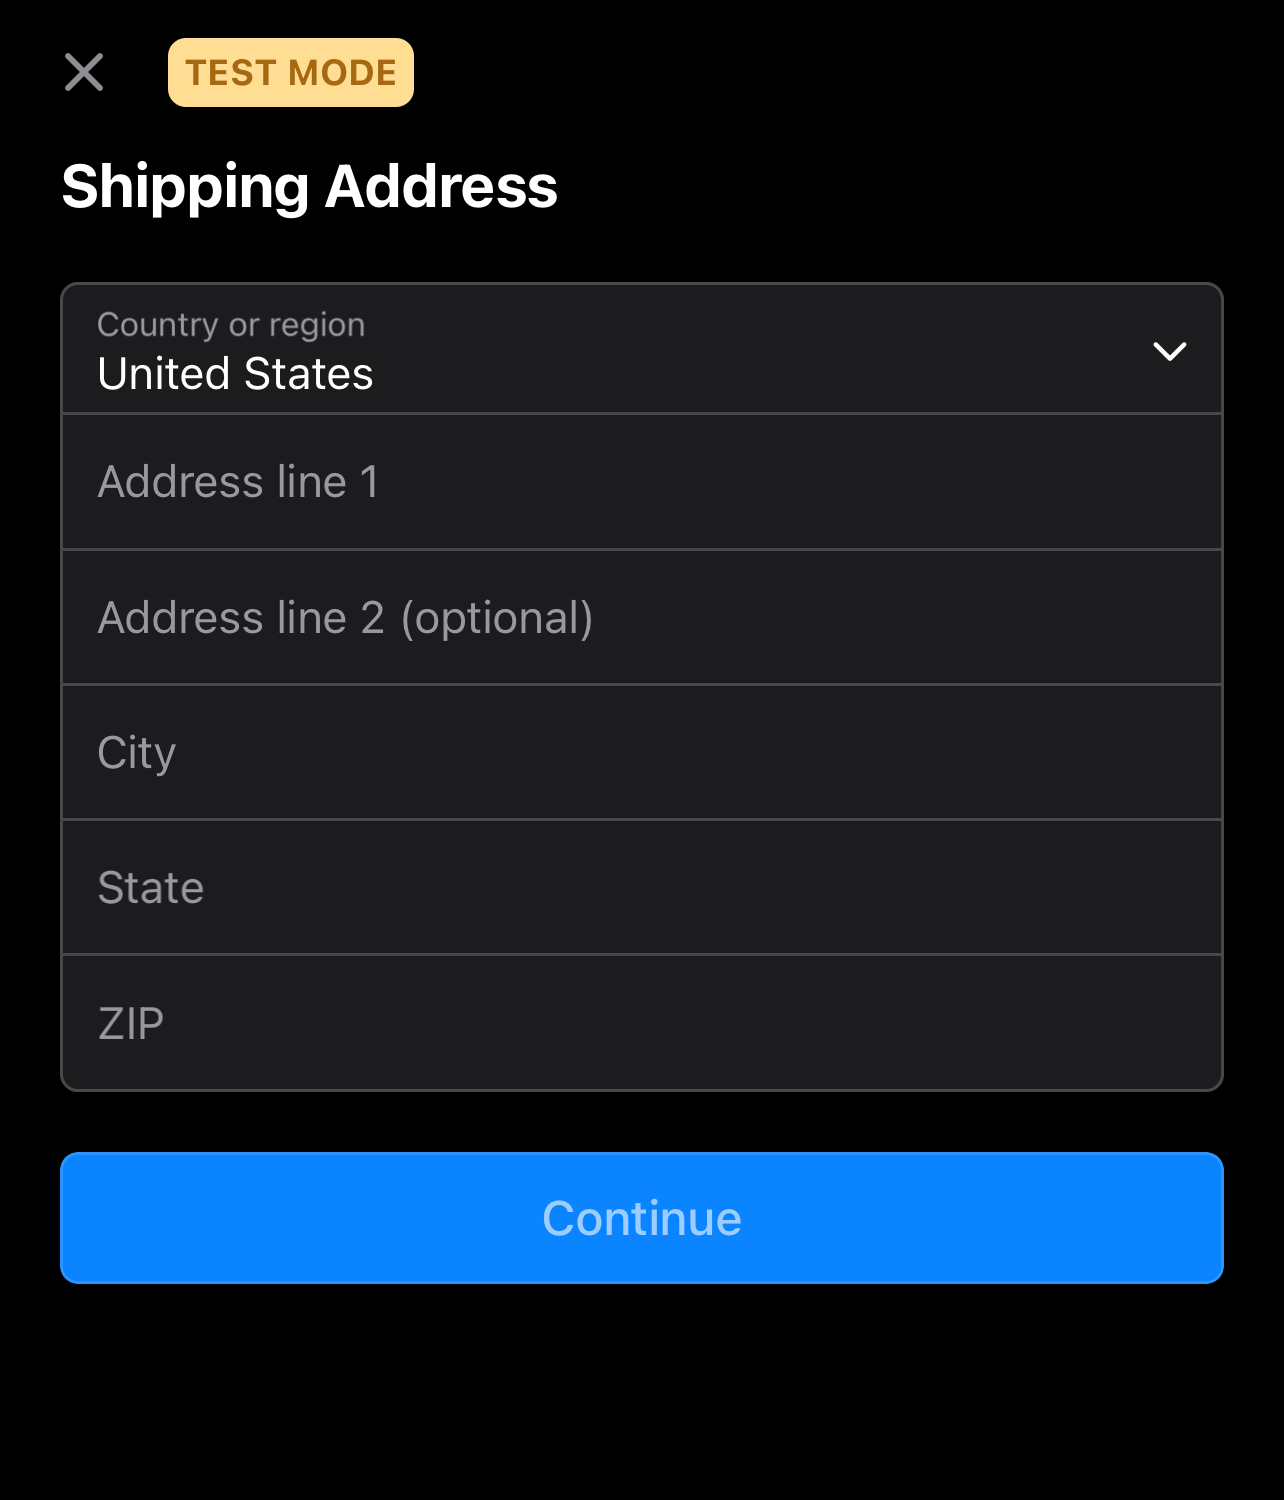 TEST MODE
Shipping Address
Country or region
United States
Address line 1
Address line 2 (optional)
City
State
ZIP
Continue